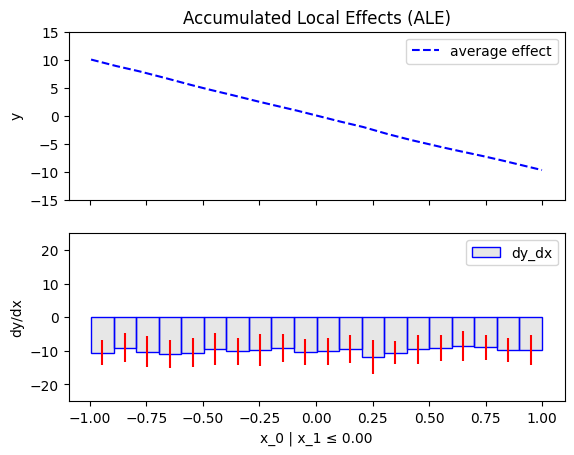 Accumulated Local Effects (ALE)
15
10
5
0
−5
−10
−15
y
average effect
20
10
0
−10
−20
dy/dx
dy_dx
−1.00 −0.75 −0.50 −0.25 0.00 0.25 0.50 0.75 1.00
x_0 | x_1 ≤ 0.00